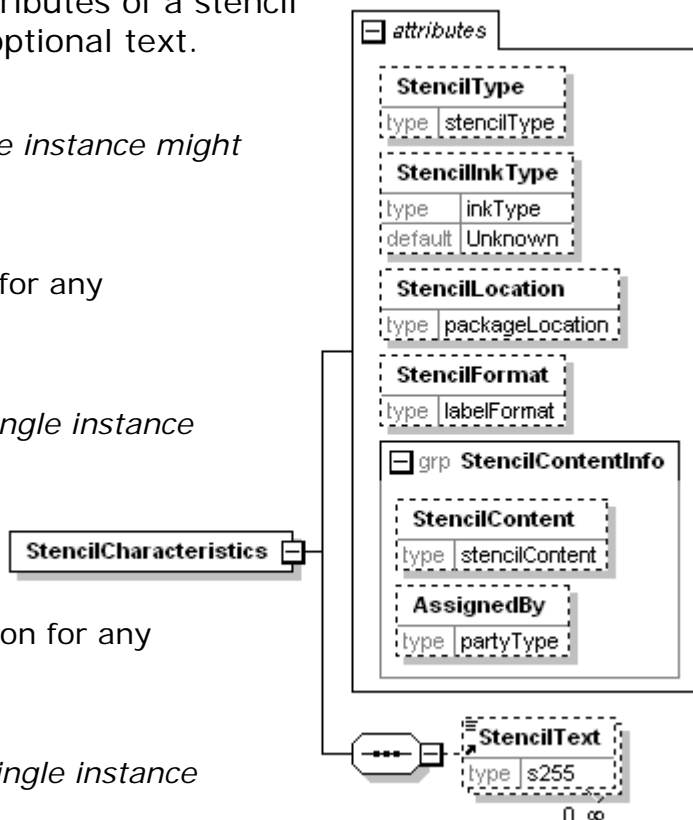 ributes of a stencil
optional text.
e instance might
for any
ngle instance
on for any
ingle instance
attributes
StencilType
type stencilType
StencilInkType
type inkType
default Unknown
StencilLocation
type packageLocation
StencilFormat
type labelFormat
grp StencilContentInfo
StencilContent
type stencilContent
AssignedBy
type partyType
StencilCharacteristics
StencilText
type s255
0..∞